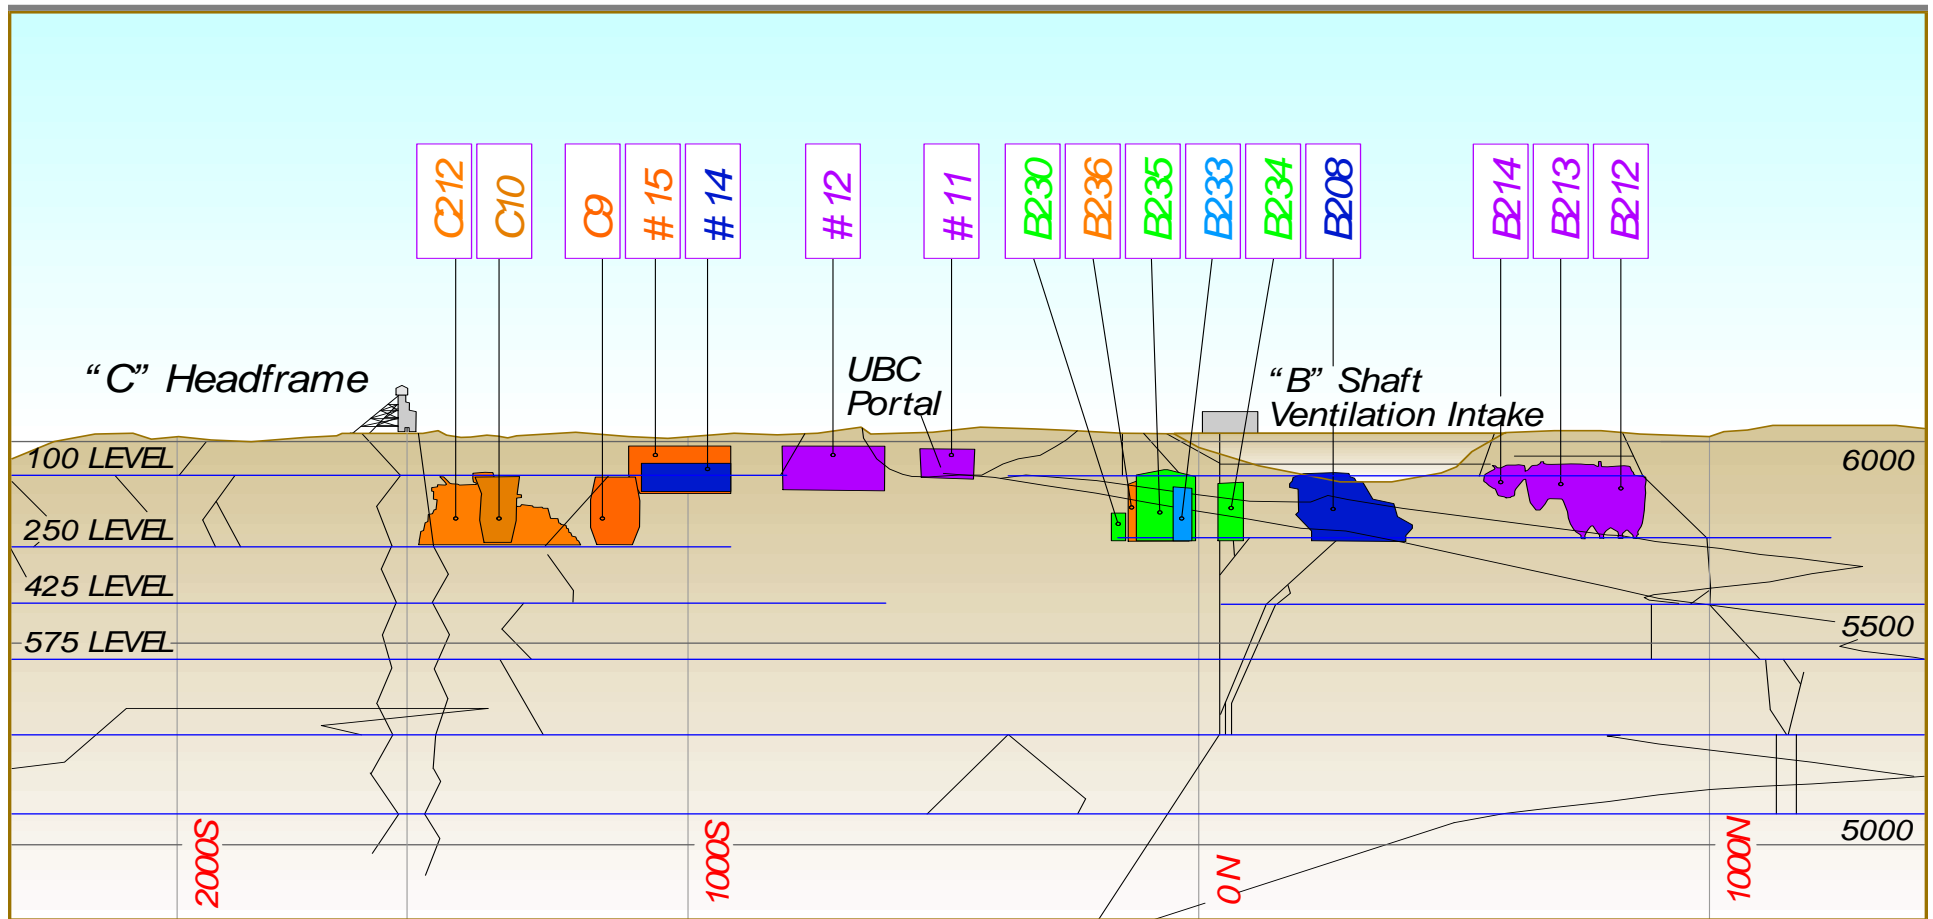 C212
C10
C9
# 15
# 14
# 12
# 11
B230
B236
B235
B233
B234
B208
B214
B213
B212
“C” Headframe
UBC
Portal
“B” Shaft
Ventilation Intake
100 LEVEL
6000
250 LEVEL
425 LEVEL
575 LEVEL
5500
5000
2000S
1000S
0 N
1000N